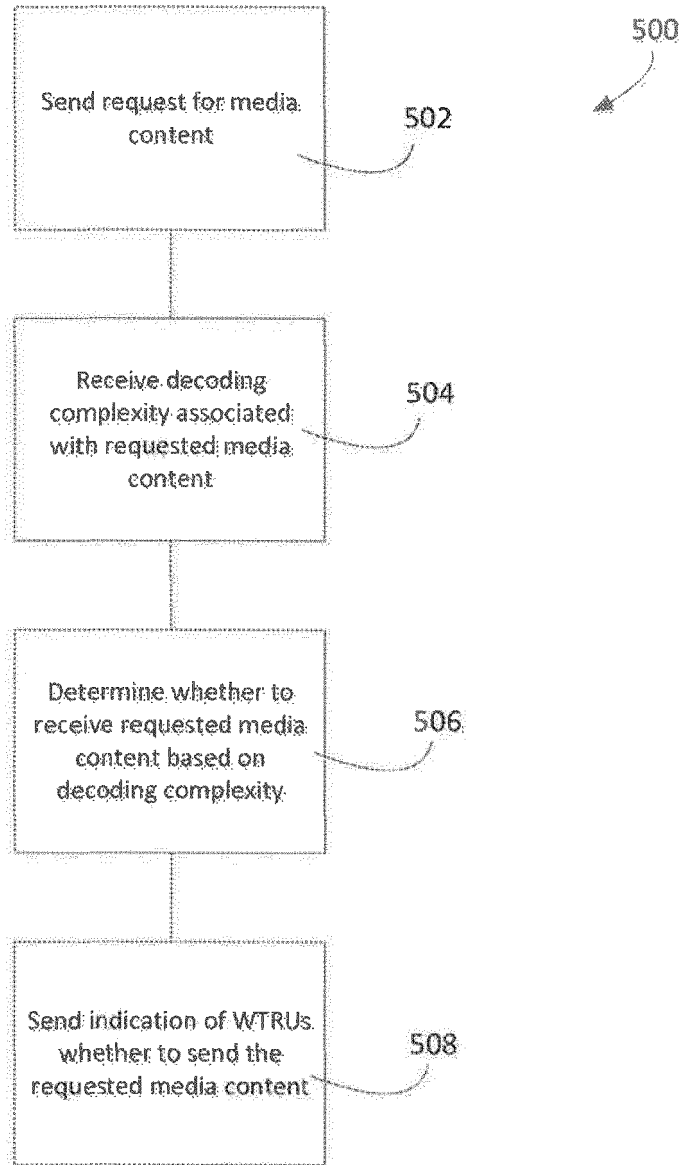 500
Send request for media
content
502
Receive decoding
complexity associated
with requested media
content
504
Determine whether to
receive requested media
content based on
decoding complexity
506
Send indication of WTRUs
whether to send the
requested media content
508